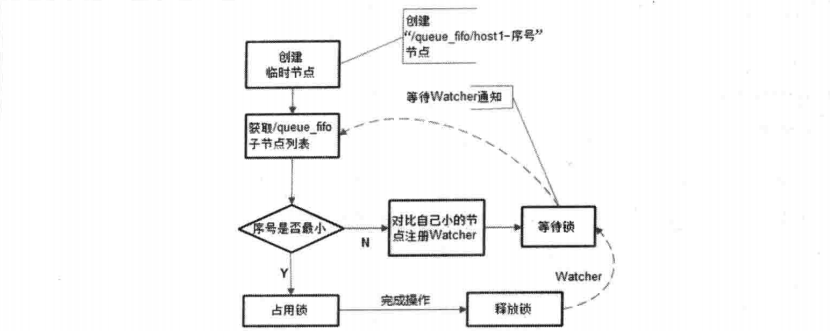 创建
“/queue_fifo/host1-序号”
节点
创建
临时节点
等待Watcher通知
获取/queue_fifo
子节点列表
序号是否最小
N
对比自己小的节
点注册Watcher
等待锁
Y
Watcher
占用锁
完成操作
释放锁